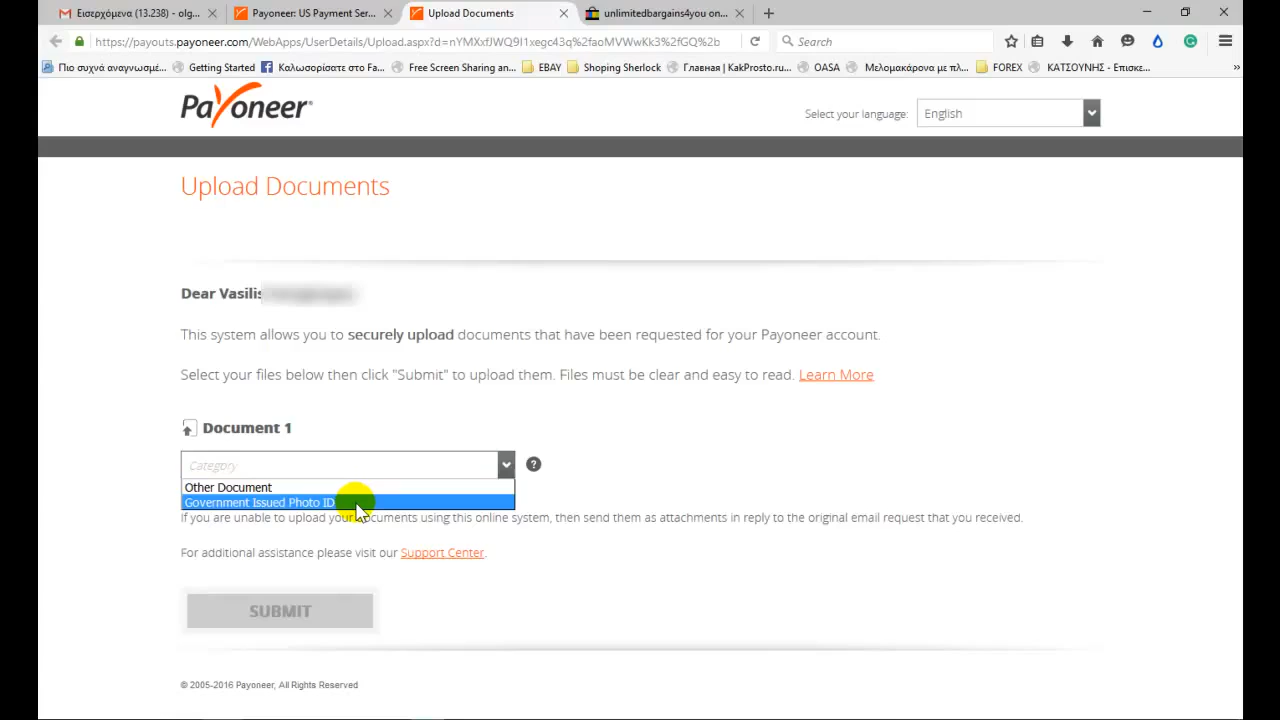 Εισερχόμενα (13.238) - olg...
Payoneer: US Payment Ser...
Upload Documents
unlimitedbargains4you on...
https://payouts.payoneer.com/WebApps/UserDetails/Upload.aspx?d=nYMXxfJWQ9I1xegc43q%2faoMVWwKk3%2fGQ%2b
Search
Πιο συχνά αναγνωσμέ...
Getting Started
Καλωσορίσατε στο Fa...
Free Screen Sharing an...
EBAY
Shoping Sherlock
Главная | KakProsto.ru...
OASA
Μελομακάρονα με πλ...
FOREX
ΚΑΤΣΟΥΝΗΣ - Επισκε...
Payoneer
Select your language:
English
Upload Documents
Dear Vasilis
This system allows you to securely upload documents that have been requested for your Payoneer account.
Select your files below then click "Submit" to upload them. Files must be clear and easy to read. Learn More
Document 1
Category
Other Document
Government Issued Photo ID
If you are unable to upload your documents using this online system, then send them as attachments in reply to the original email request that you received.
For additional assistance please visit our Support Center.
SUBMIT
© 2005-2016 Payoneer, All Rights Reserved